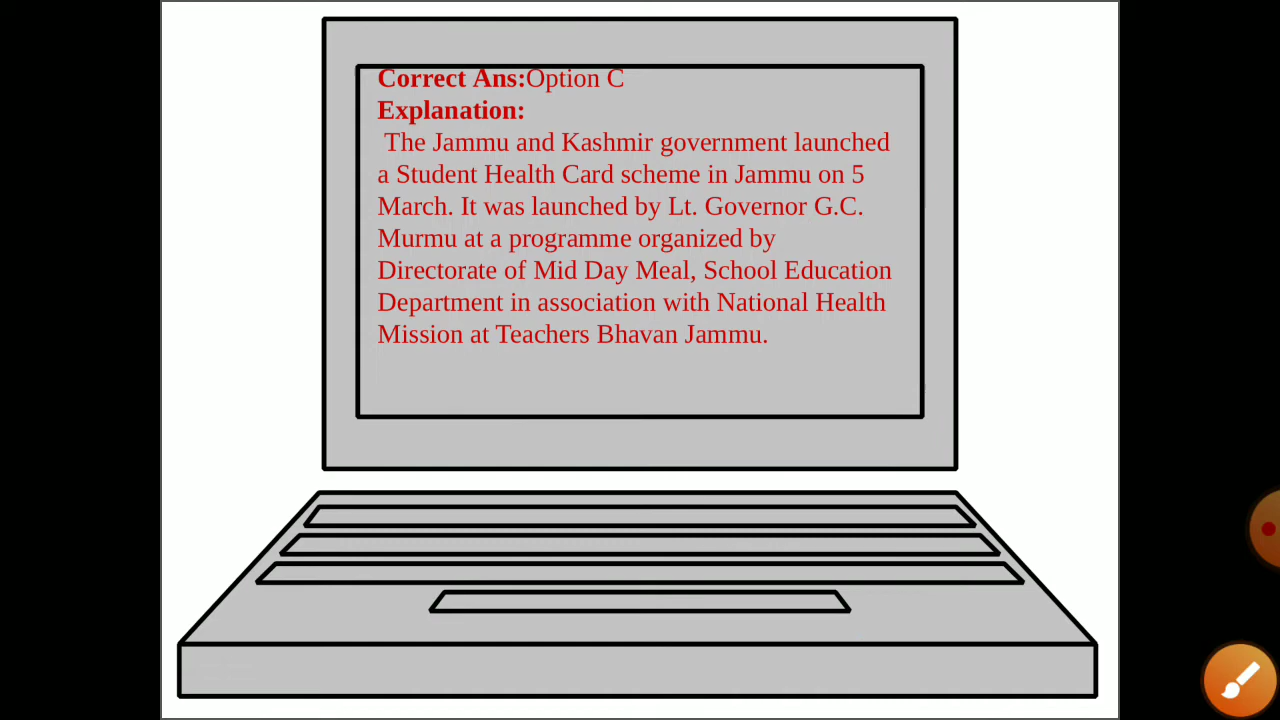 Correct Ans:Option C
Explanation:
The Jammu and Kashmir government launched
a Student Health Card scheme in Jammu on 5
March. It was launched by Lt. Governor G.C.
Murmu at a programme organized by
Directorate of Mid Day Meal, School Education
Department in association with National Health
Mission at Teachers Bhavan Jammu.